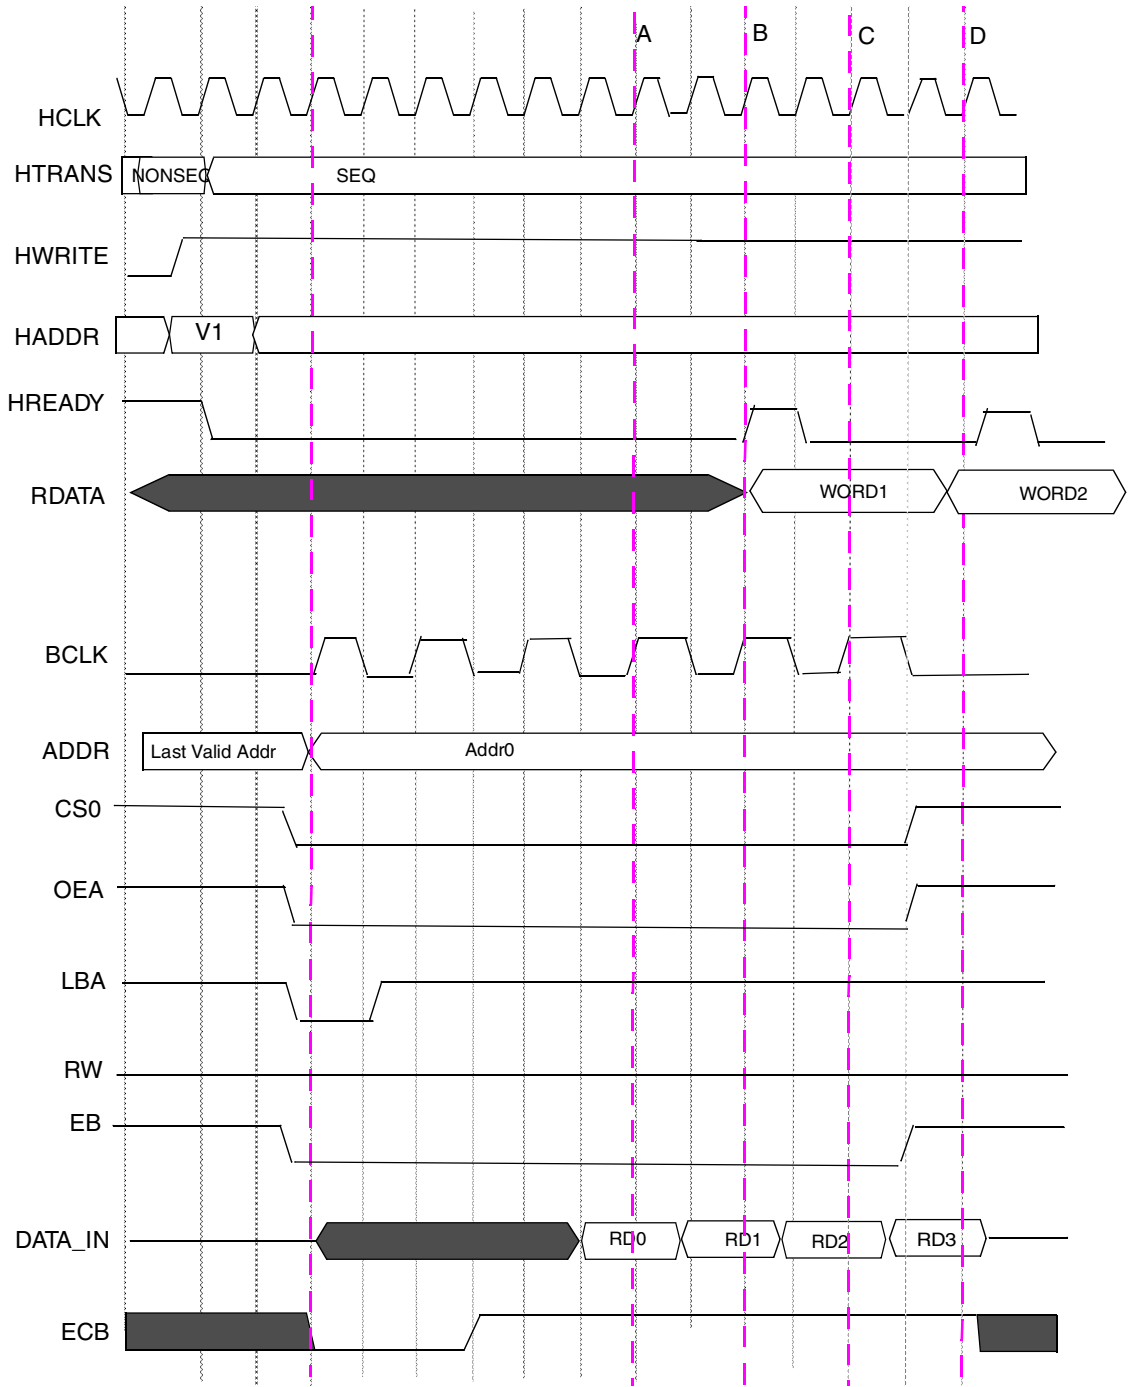 A
B
C
D
HCLK
HTRANS
NONSEQ
SEQ
HWRITE
HADDR
V1
HREADY
RDATA
WORD1
WORD2
BCLK
ADDR
Last Valid Addr
Addr0
CS0
OEA
LBA
RW
EB
DATA_IN
RD0
RD1
RD2
RD3
ECB